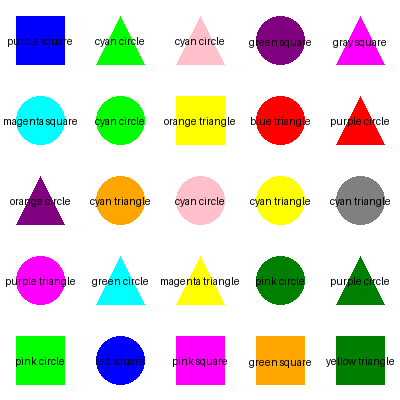 purple square cyan circle cyan circle green square gray square
magenta square cyan circle orange triangle blue triangle purple circle
orange circle cyan triangle cyan circle cyan triangle cyan triangle
purple triangle green circle magenta triangle pink circle purple circle
pink circle red square pink square green square yellow triangle